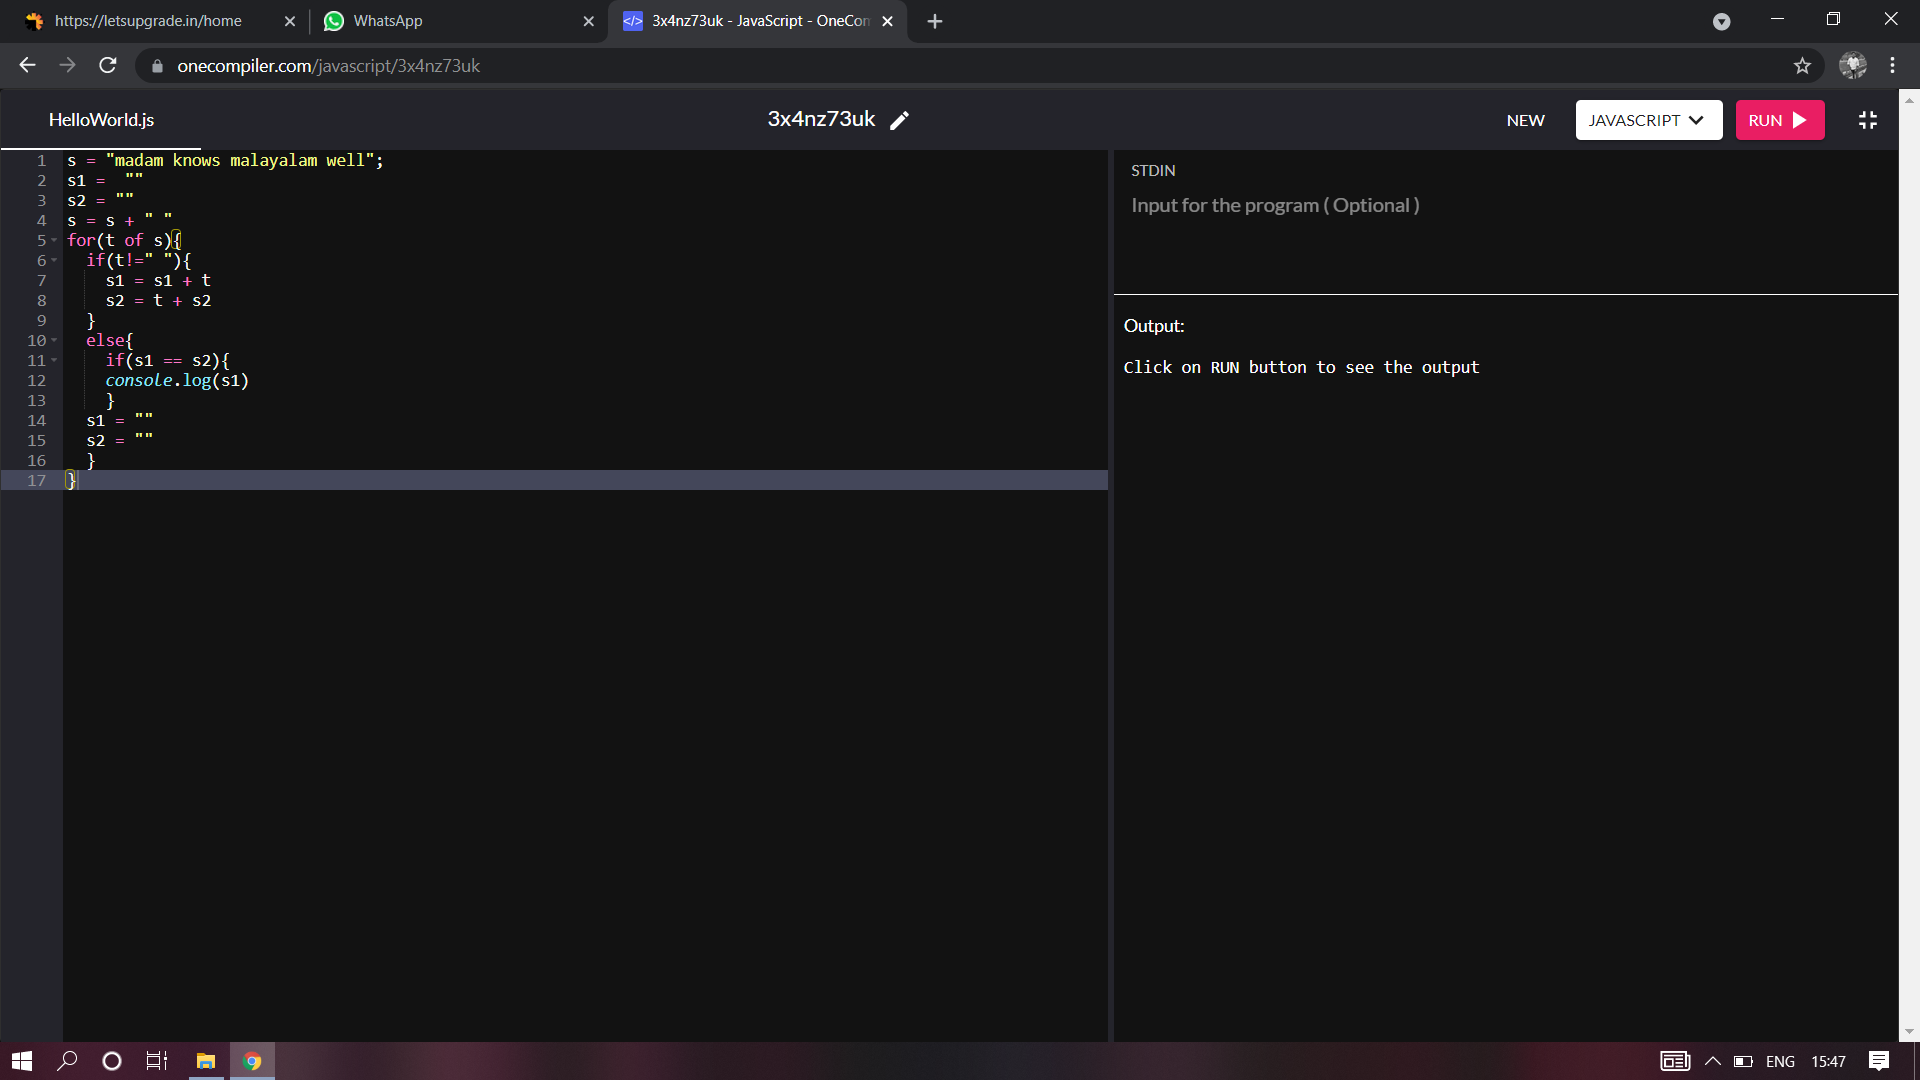 https://letsupgrade.in/home
WhatsApp
3x4nz73uk - JavaScript - OneCom
onecompiler.com/javascript/3x4nz73uk
HelloWorld.js
3x4nz73uk
NEW
JAVASCRIPT
RUN
1 s = "madam knows malayalam well";
2 s1 =  ""
3 s2 = ""
4 s = s + " "
5 for(t of s){
6   if(t!=" "){
7     s1 = s1 + t
8     s2 = t + s2
9   }
10   else{
11     if(s1 == s2){
12     console.log(s1)
13     }
14   s1 = ""
15   s2 = ""
16   }
17 }
STDIN
Input for the program ( Optional )
Output:
Click on RUN button to see the output
ENG
15:47